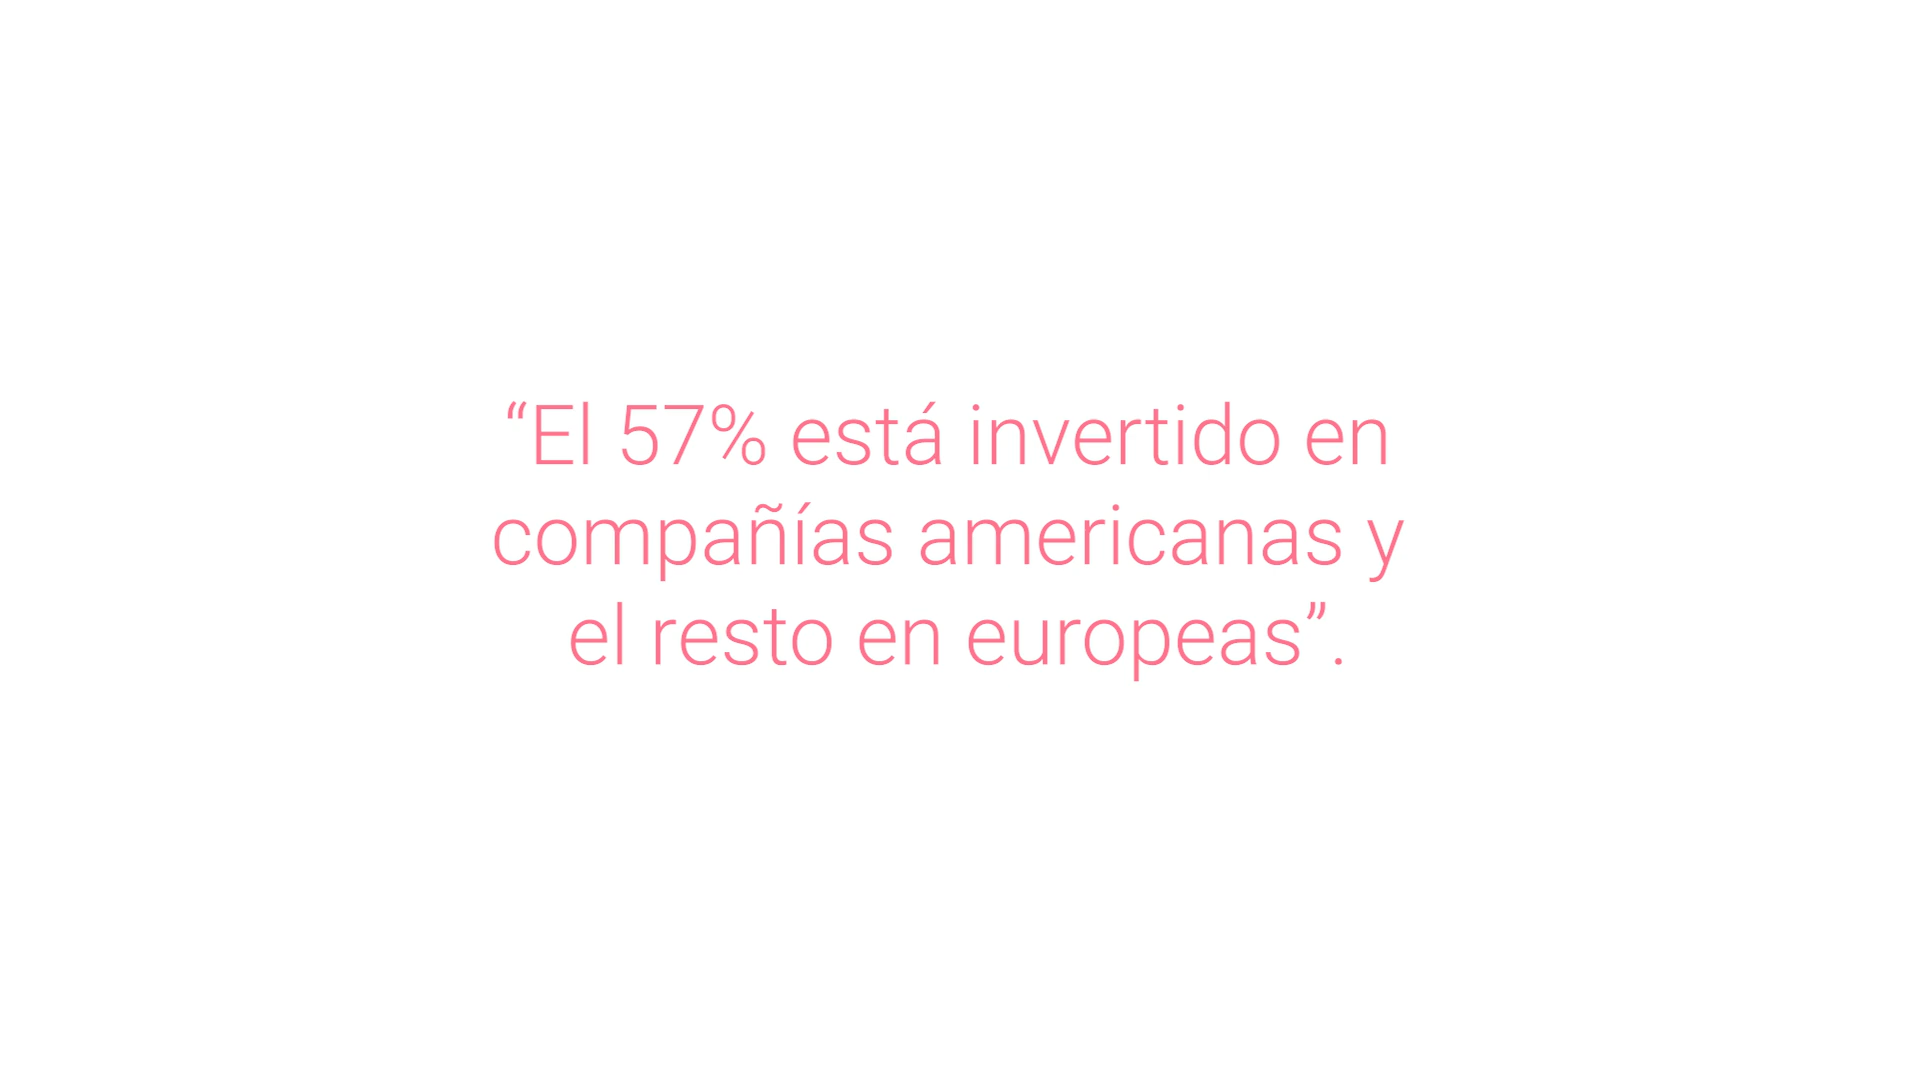 “El 57% está invertido en
compañías americanas y
el resto en europeas”.